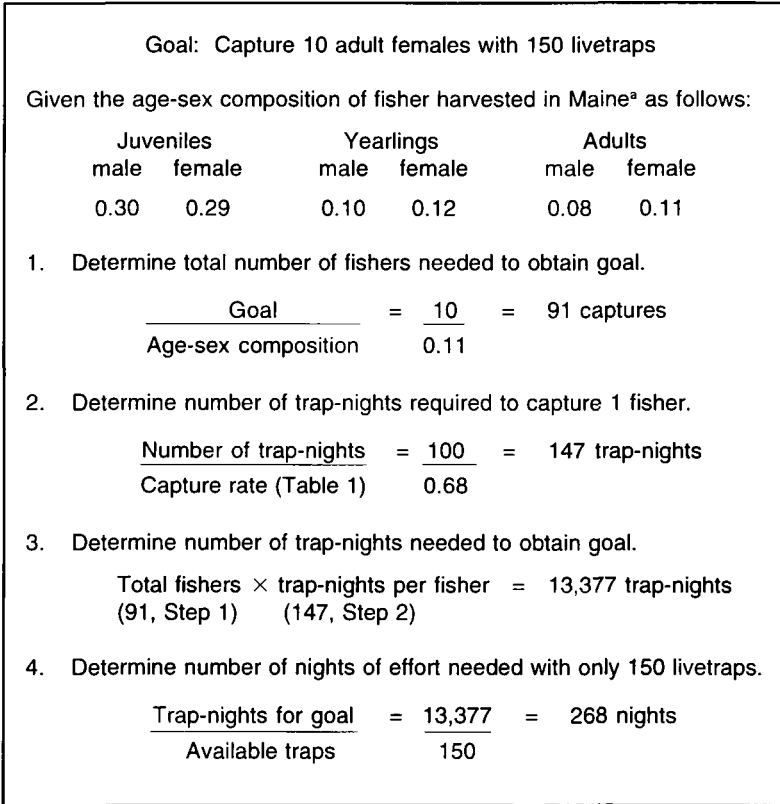 Goal: Capture 10 adult females with 150 livetraps
Given the age-sex composition of fisher harvested in Maineª as follows:
Juveniles Yearlings Adults
male female male female male female
0.30 0.29 0.10 0.12 0.08 0.11
1. Determine total number of fishers needed to obtain goal.
Goal = 10 = 91 captures
Age-sex composition 0.11
2. Determine number of trap-nights required to capture 1 fisher.
Number of trap-nights = 100 = 147 trap-nights
Capture rate (Table 1) 0.68
3. Determine number of trap-nights needed to obtain goal.
Total fishers × trap-nights per fisher = 13,377 trap-nights
(91, Step 1) (147, Step 2)
4. Determine number of nights of effort needed with only 150 livetraps.
Trap-nights for goal = 13,377 = 268 nights
Available traps 150